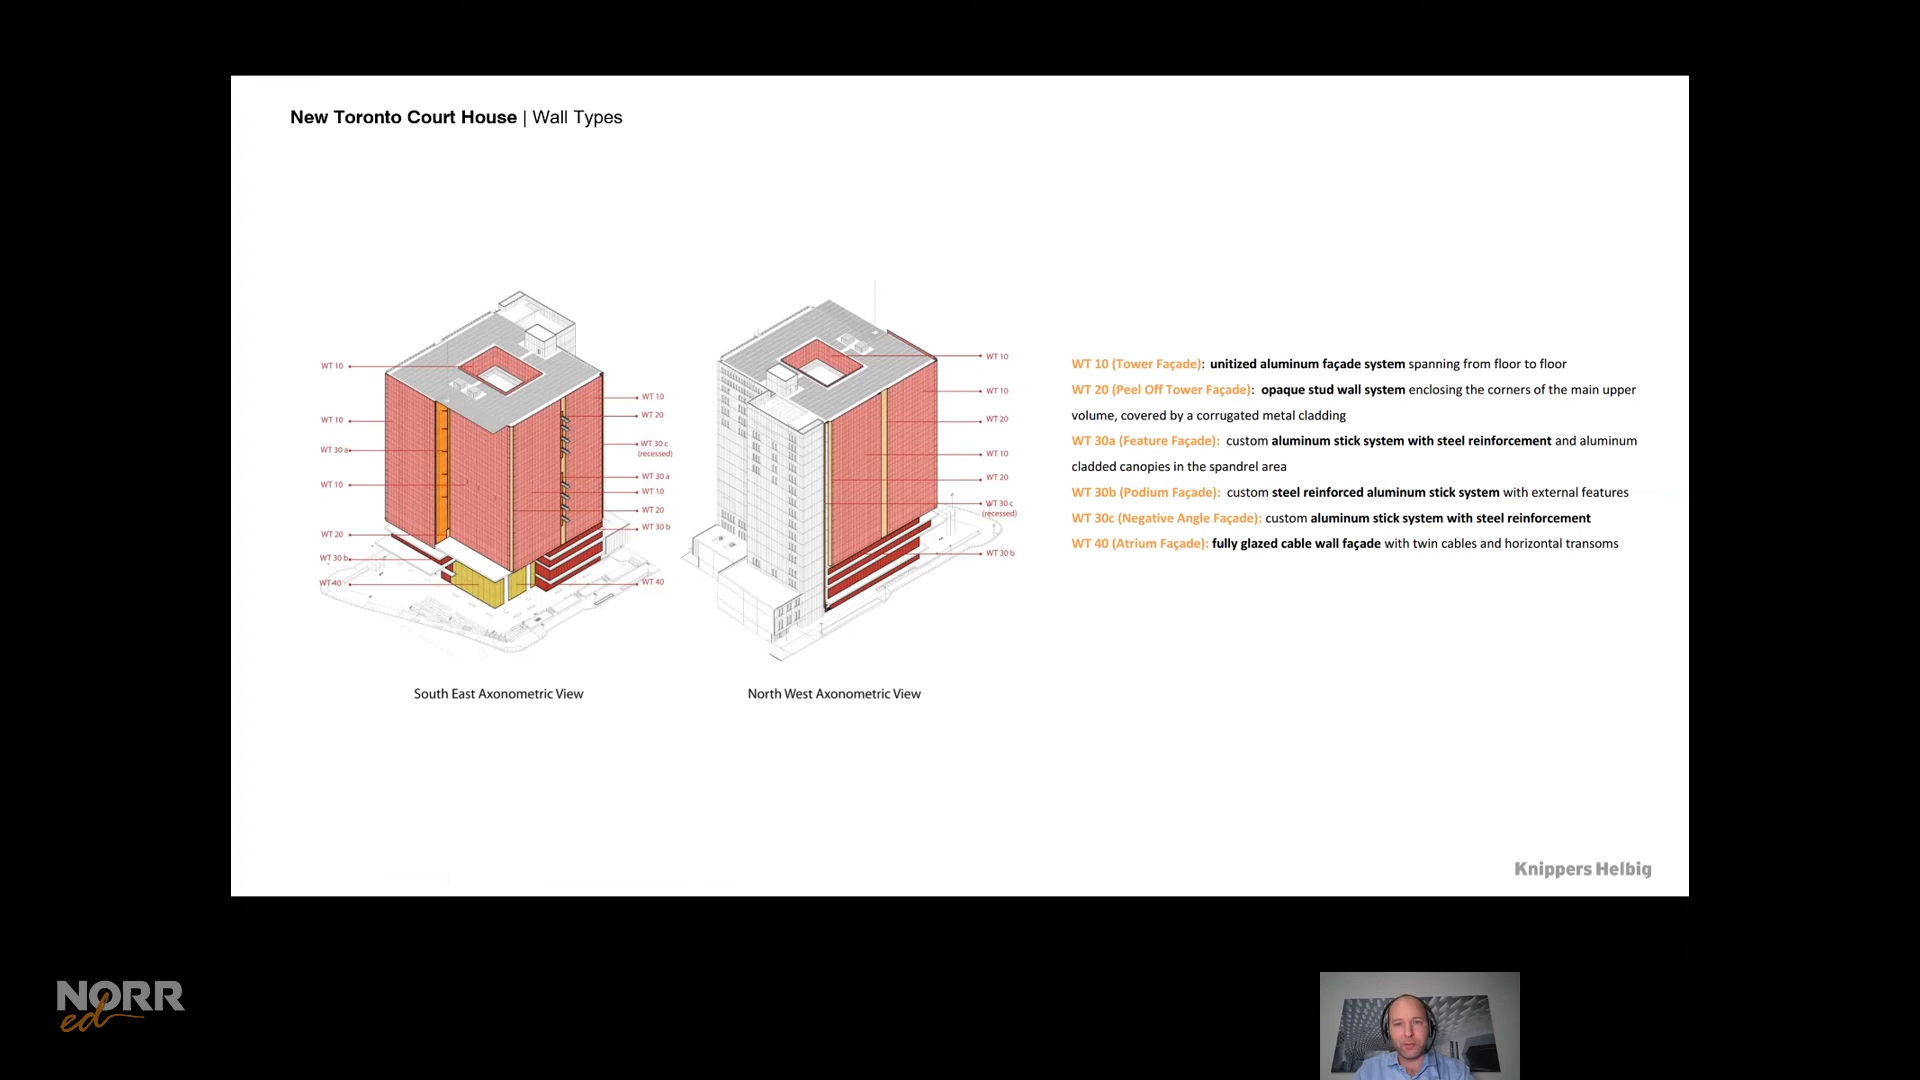 New Toronto Court House | Wall Types
WT 10
WT 10
WT 30 a
WT 10
WT 20
WT 30 b
WT 40
WT 10
WT 20
WT 30 c
(recessed)
WT 30 a
WT 10
WT 20
WT 30 b
WT 40
South East Axonometric View
WT 10
WT 10
WT 20
WT 10
WT 20
WT 30 c
(recessed)
WT 30 b
North West Axonometric View
WT 10 (Tower Façade): unitized aluminum façade system spanning from floor to floor
WT 20 (Peel Off Tower Façade): opaque stud wall system enclosing the corners of the main upper
volume, covered by a corrugated metal cladding
WT 30a (Feature Façade): custom aluminum stick system with steel reinforcement and aluminum
cladded canopies in the spandrel area
WT 30b (Podium Façade): custom steel reinforced aluminum stick system with external features
WT 30c (Negative Angle Façade): custom aluminum stick system with steel reinforcement
WT 40 (Atrium Façade): fully glazed cable wall façade with twin cables and horizontal transoms
Knippers Helbig
NORR
ed